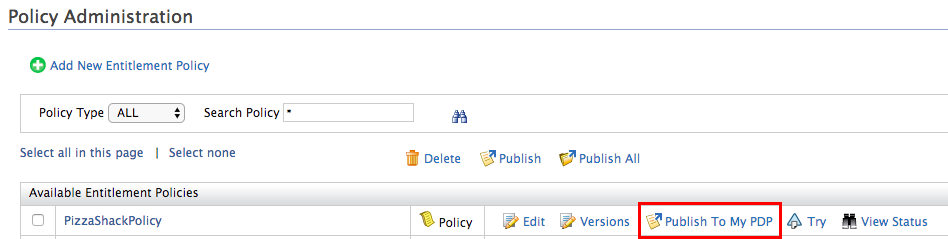 Policy Administration
Add New Entitlement Policy
Policy Type ALL Search Policy *
Select all in this page | Select none Delete Publish Publish All
Available Entitlement Policies
PizzaShackPolicy Policy Edit Versions Publish To My PDP Try View Status